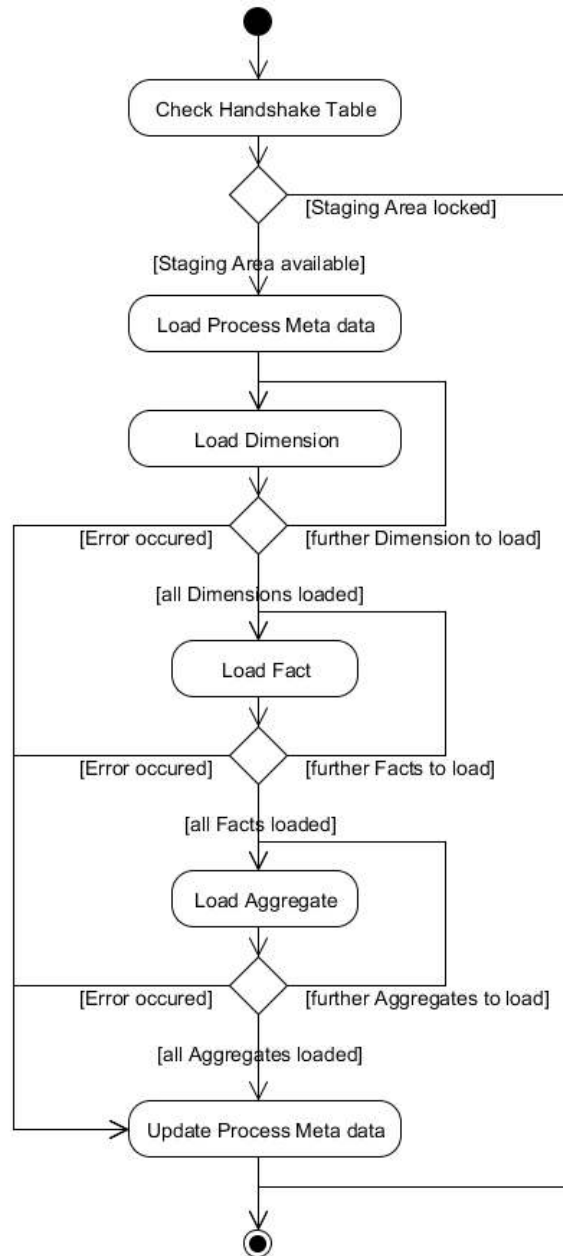 Check Handshake Table
[Staging Area locked]
[Staging Area available]
Load Process Meta data
Load Dimension
[Error occured]
[further Dimension to load]
[all Dimensions loaded]
Load Fact
[Error occured]
[further Facts to load]
[all Facts loaded]
Load Aggregate
[Error occured]
[further Aggregates to load]
[all Aggregates loaded]
Update Process Meta data